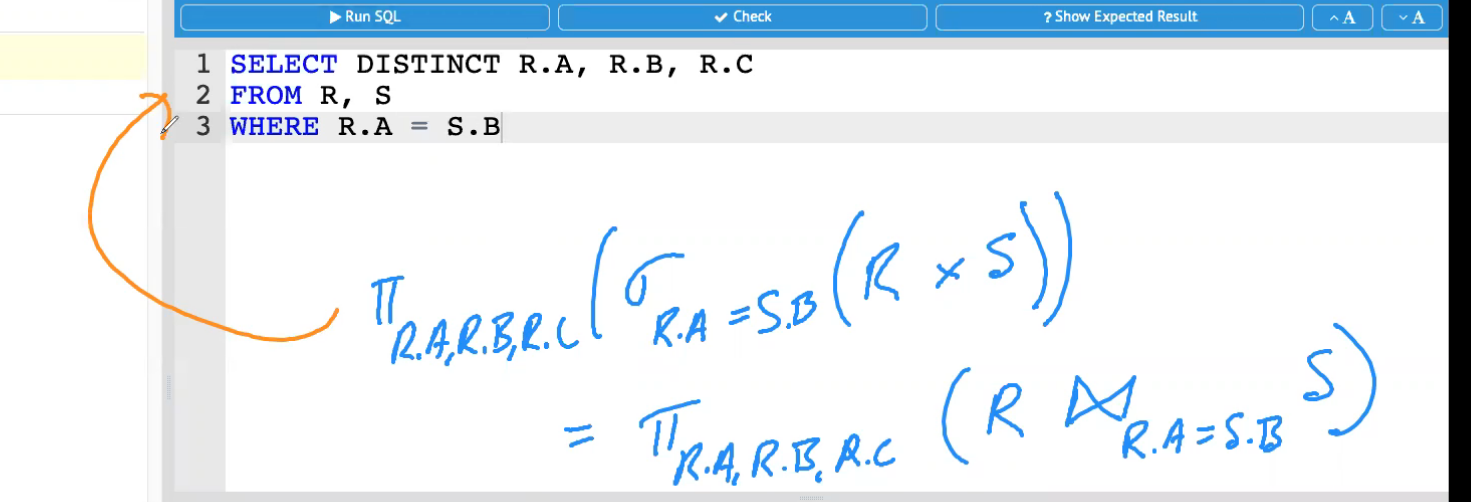 Run SQL
Check
? Show Expected Result
A
A
1 SELECT DISTINCT R.A, R.B, R.C
2 FROM R, S
3 WHERE R.A = S.B
π R.A,R.B,R.C (σ R.A = S.B (R × S))
= π R.A, R.B, R.C (R ⋈ R.A = S.B S)